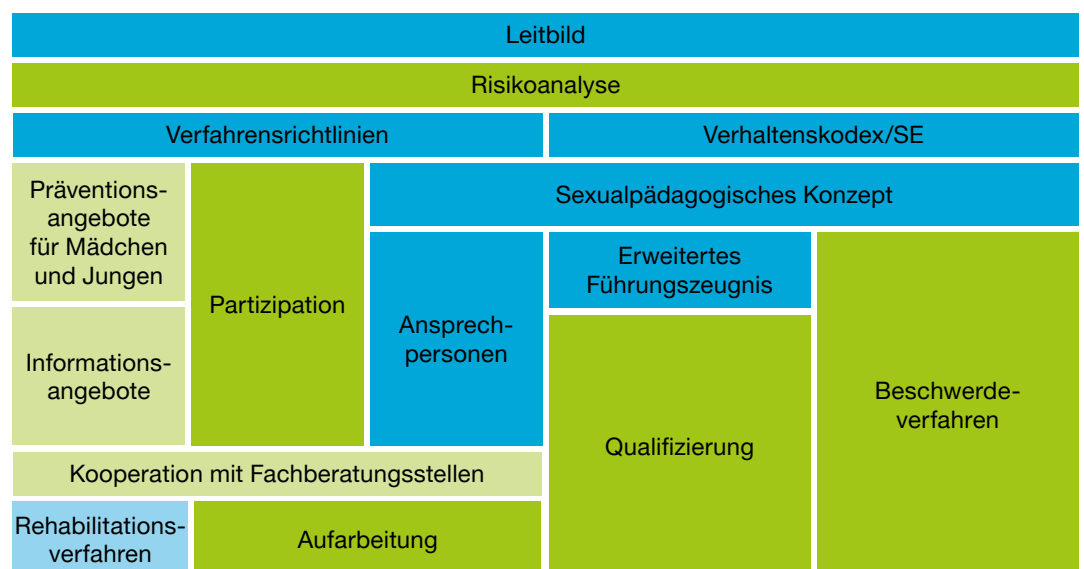 Leitbild
Risikoanalyse
Verfahrensrichtlinien
Verhaltenskodex/SE
Präventions-
angebote
für Mädchen
und Jungen
Partizipation
Sexualpädagogisches Konzept
Ansprech-
personen
Erweitertes
Führungszeugnis
Beschwerde-
verfahren
Informations-
angebote
Qualifizierung
Kooperation mit Fachberatungsstellen
Rehabilitations-
verfahren
Aufarbeitung